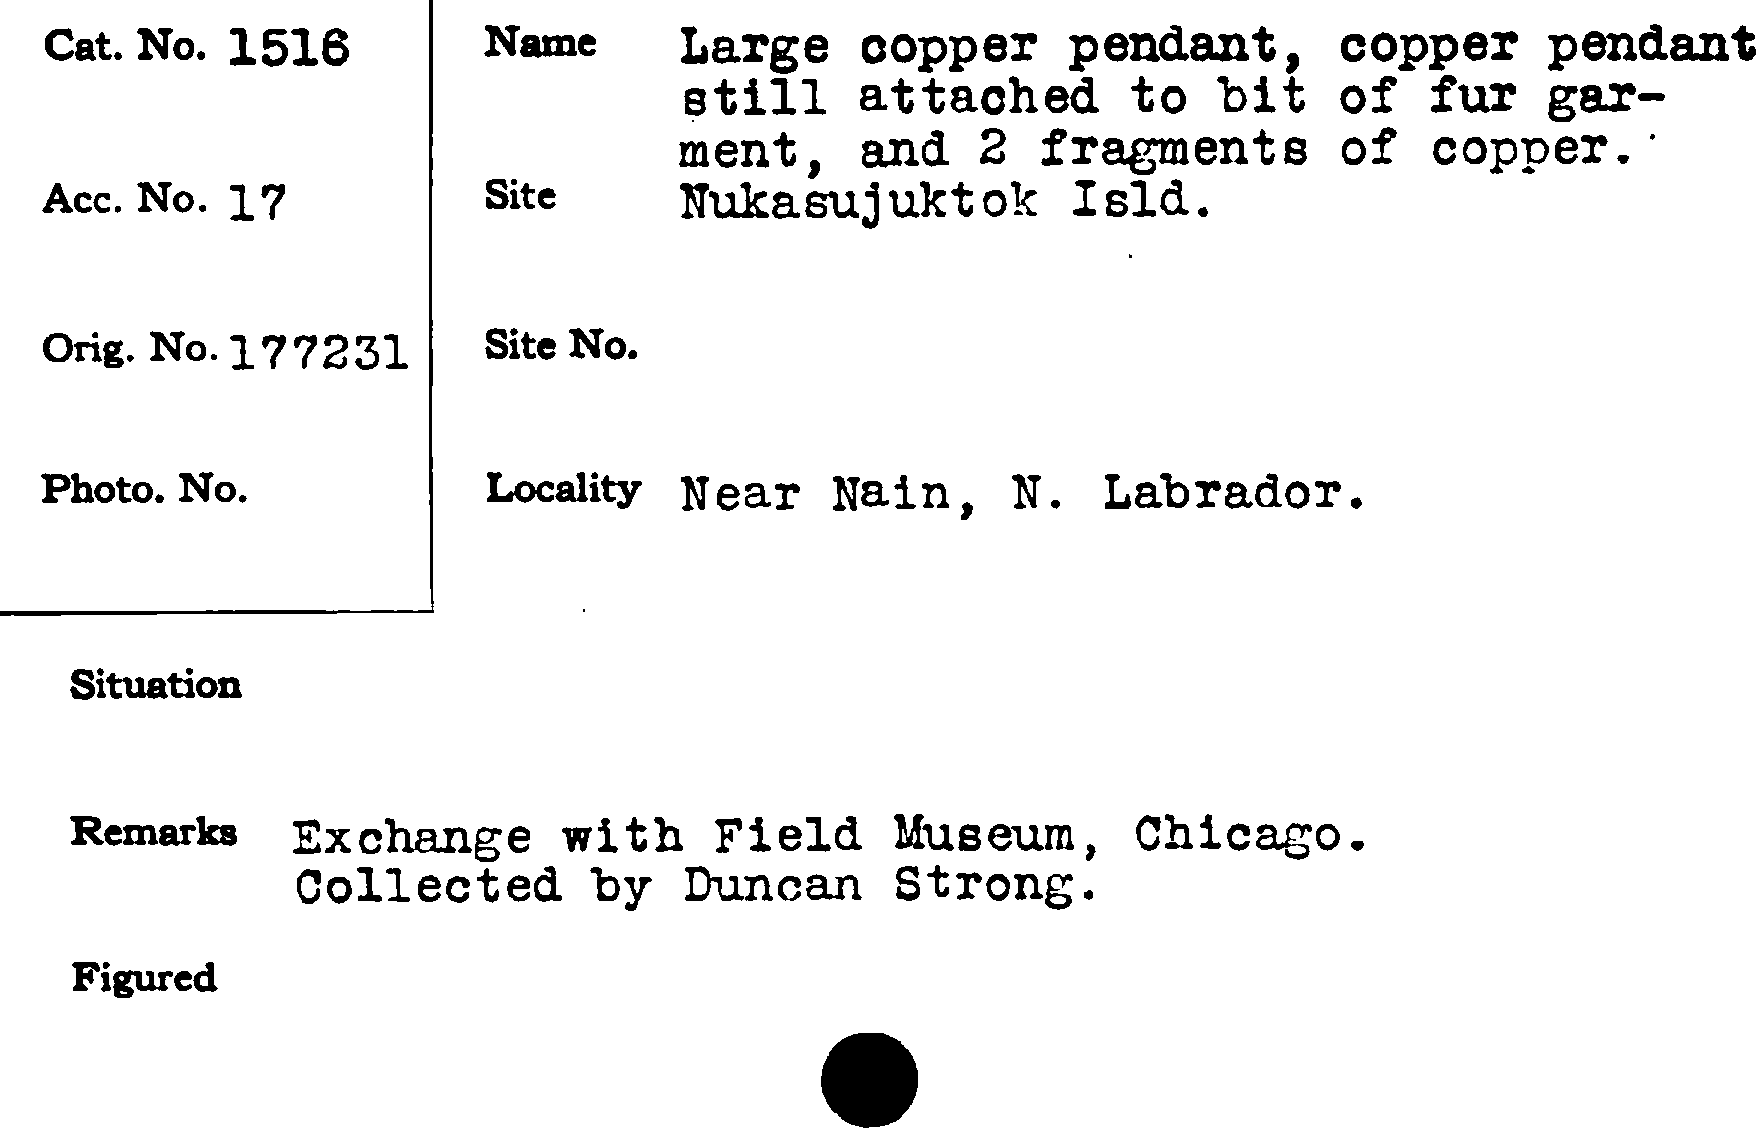 Cat. No. 1516
Name Large copper pendant, copper pendant
still attached to bit of fur gar-
ment, and 2 fragments of copper.
Acc. No. 17
Site Nukasujuktok Isld.
Orig. No. 177231
Site No.
Photo. No.
Locality Near Nain, N. Labrador.
Situation
Remarks Exchange with Field Museum, Chicago.
Collected by Duncan Strong.
Figured